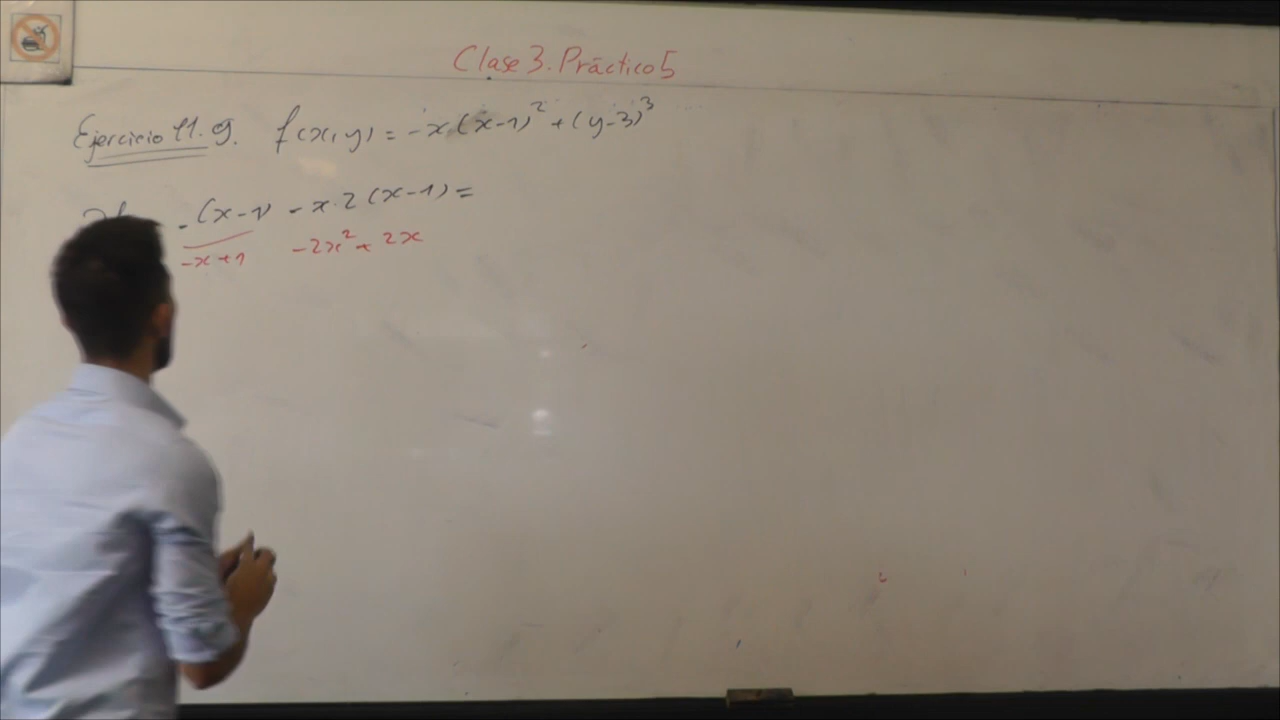 Clase 3. Práctico 5
Ejercicio 11.g. f(x,y) = -x(x-1)² + (y-3)³
-(x-1) - x·2(x-1) =
-x+1 -2x² + 2x